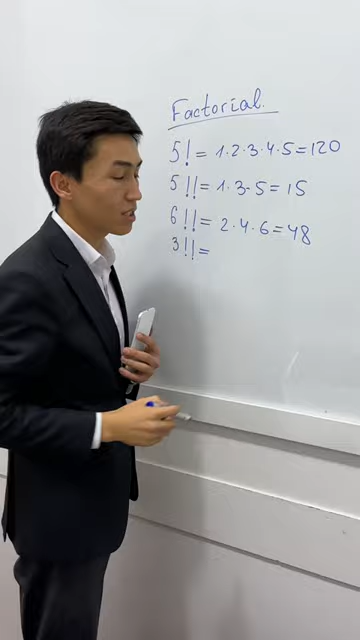 Factorial.
5! = 1·2·3·4·5=120
5!! = 1·3·5=15
6!! = 2·4·6=48
3!! =